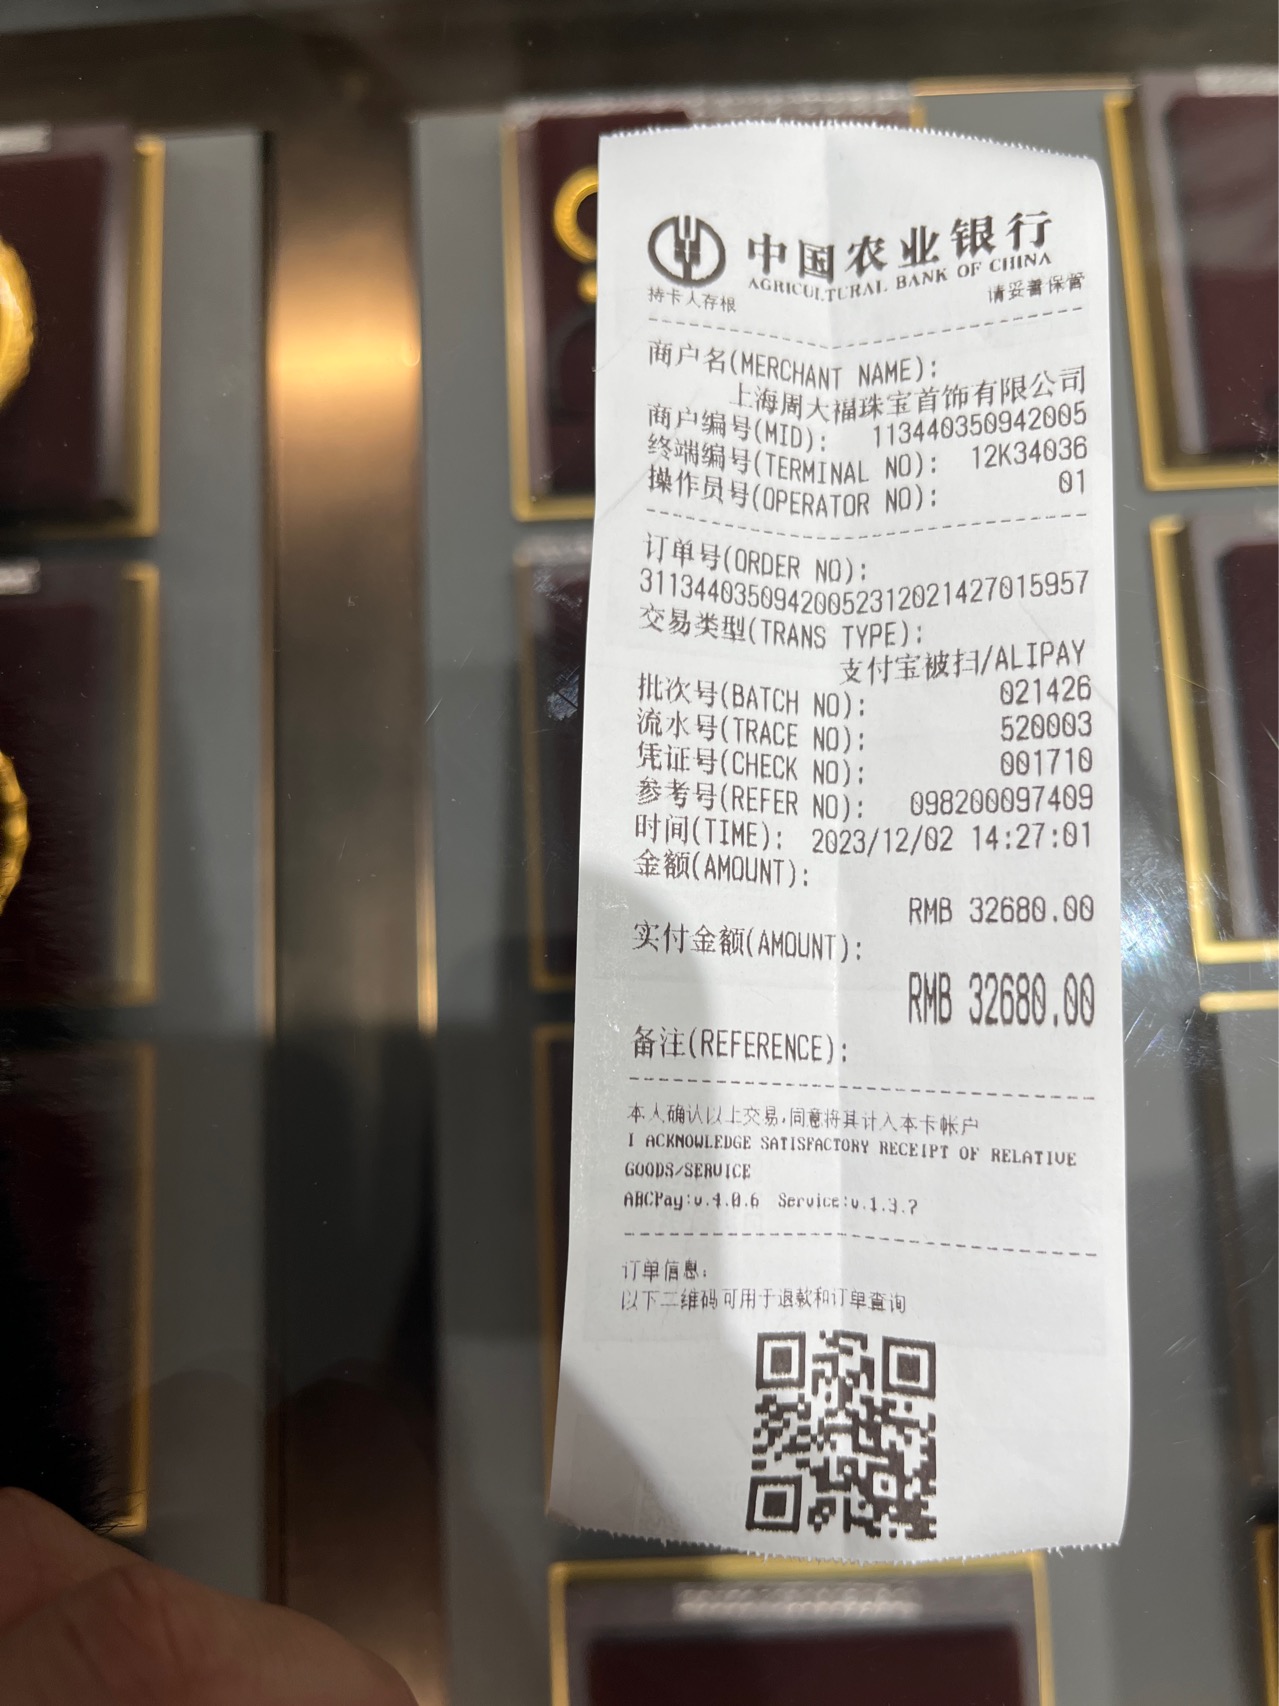 中国农业银行
AGRICULTURAL BANK OF CHINA
持卡人存根 请妥善保管
商户名(MERCHANT NAME):
上海周大福珠宝首饰有限公司
商户编号(MID): 113440350942005
终端编号(TERMINAL NO): 12K34036
操作员号(OPERATOR NO): 01
订单号(ORDER NO):
31134403509420052312021427015957
交易类型(TRANS TYPE):
支付宝被扫/ALIPAY
批次号(BATCH NO): 021426
流水号(TRACE NO): 520003
凭证号(CHECK NO): 001710
参考号(REFER NO): 098200097409
时间(TIME): 2023/12/02 14:27:01
金额(AMOUNT):
RMB 32680.00
实付金额(AMOUNT):
RMB 32680.00
备注(REFERENCE):
本人确认以上交易,同意将其计入本卡帐户
I ACKNOWLEDGE SATISFACTORY RECEIPT OF RELATIVE
GOODS/SERVICE
ABCPay:v.4.0.6 Service:v.1.3.7
订单信息:
以下二维码可用于退款和订单查询